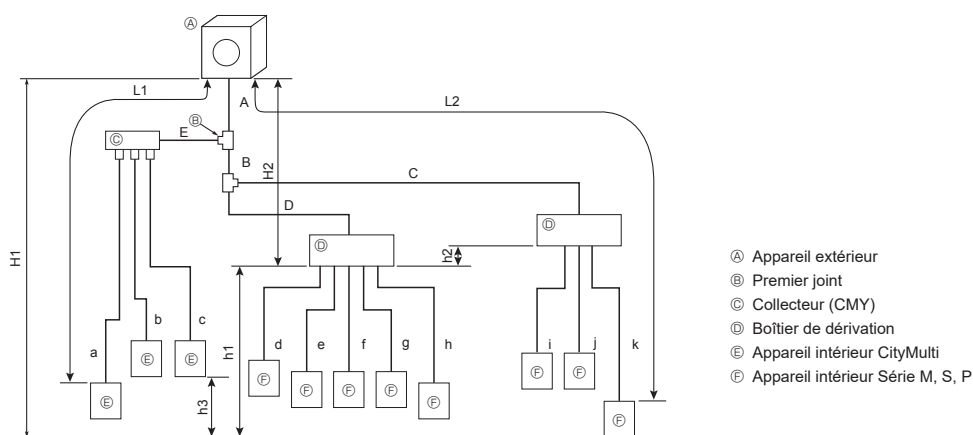 Ⓐ
L1
A
L2
Ⓑ
E
Ⓒ
H2
B
C
D
H1
Ⓓ
Ⓓ
h2
a
b
c
Ⓔ
Ⓔ
Ⓔ
h3
h1
d
e
f
g
h
Ⓕ
Ⓕ
Ⓕ
Ⓕ
Ⓕ
i
j
k
Ⓕ
Ⓕ
Ⓕ
Ⓐ Appareil extérieur
Ⓑ Premier joint
Ⓒ Collecteur (CMY)
Ⓓ Boîtier de dérivation
Ⓔ Appareil intérieur CityMulti
Ⓕ Appareil intérieur Série M, S, P